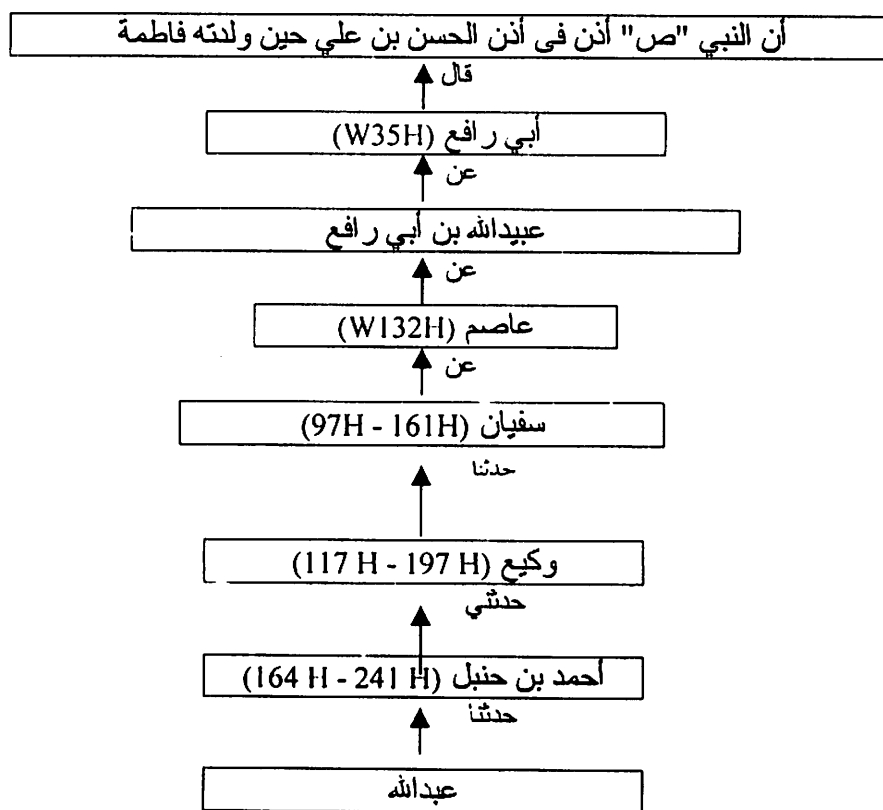 أن النبي "ص" أذن فى أذن الحسن بن علي حين ولدته فاطمة
قال
أبي رافع (W35H)
عن
عبيدالله بن أبي رافع
عن
عاصم (W132H)
عن
سفيان (97H - 161H)
حدثنا
وكيع (117 H - 197 H)
حدثني
أحمد بن حنبل (164 H - 241 H)
حدثنا
عبدالله